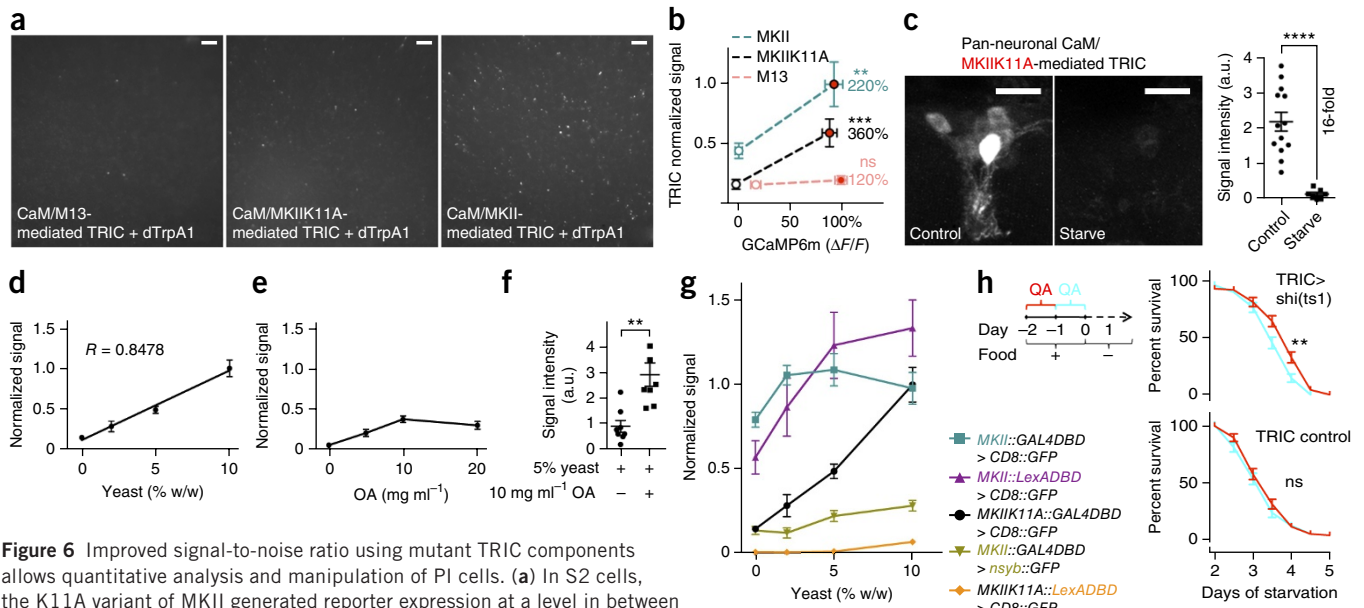 a
CaM/M13-
mediated TRIC + dTrpA1
CaM/MKIIK11A-
mediated TRIC + dTrpA1
CaM/MKII-
mediated TRIC + dTrpA1
b
TRIC normalized signal
1.0
0.5
MKII
MKIIK11A
M13
**
220%
***
360%
ns
120%
0
50
100%
GCaMP6m (ΔF/F)
c
Pan-neuronal CaM/
MKIIK11A-mediated TRIC
Control
Starve
Signal intensity (a.u.)
4
3
2
1
0
****
16-fold
Control
Starve
d
Normalized signal
1.5
1.0
0.5
0
R = 0.8478
0
5
10
Yeast (% w/w)
e
Normalized signal
1.5
1.0
0.5
0
0
10
20
OA (mg ml−1)
f
Signal intensity
(a.u.)
4
3
2
1
0
**
5% yeast + +
10 mg ml−1 OA − +
g
Normalized signal
1.5
1.0
0.5
0
0
5
10
Yeast (% w/w)
MKII::GAL4DBD
> CD8::GFP
MKII::LexADBD
> CD8::GFP
MKIIK11A::GAL4DBD
> CD8::GFP
MKII::GAL4DBD
> nsyb::GFP
MKIIK11A::LexADBD
> CD8::GFP
h
QA QA
Day −2 −1 0 1
Food + −
Percent survival
100
50
0
TRIC>
shi(ts1)
**
Percent survival
100
50
0
TRIC control
ns
2 3 4 5
Days of starvation
Figure 6 Improved signal-to-noise ratio using mutant TRIC components
allows quantitative analysis and manipulation of PI cells. (a) In S2 cells,
the K11A variant of MKII generated reporter expression at a level in between